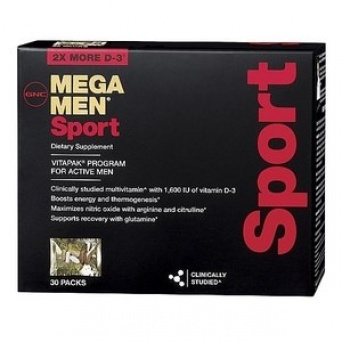 2X MORE D-3*
GNC
MEGA
MEN®
Sport
Dietary Supplement
VITAPAK® PROGRAM
FOR ACTIVE MEN
Clinically studied multivitamin^ with 1,600 IU of vitamin D-3
Boosts energy and thermogenesis*
Maximizes nitric oxide with arginine and citrulline*
Supports recovery with glutamine*
30 PACKS
CLINICALLY
STUDIED^
Sport